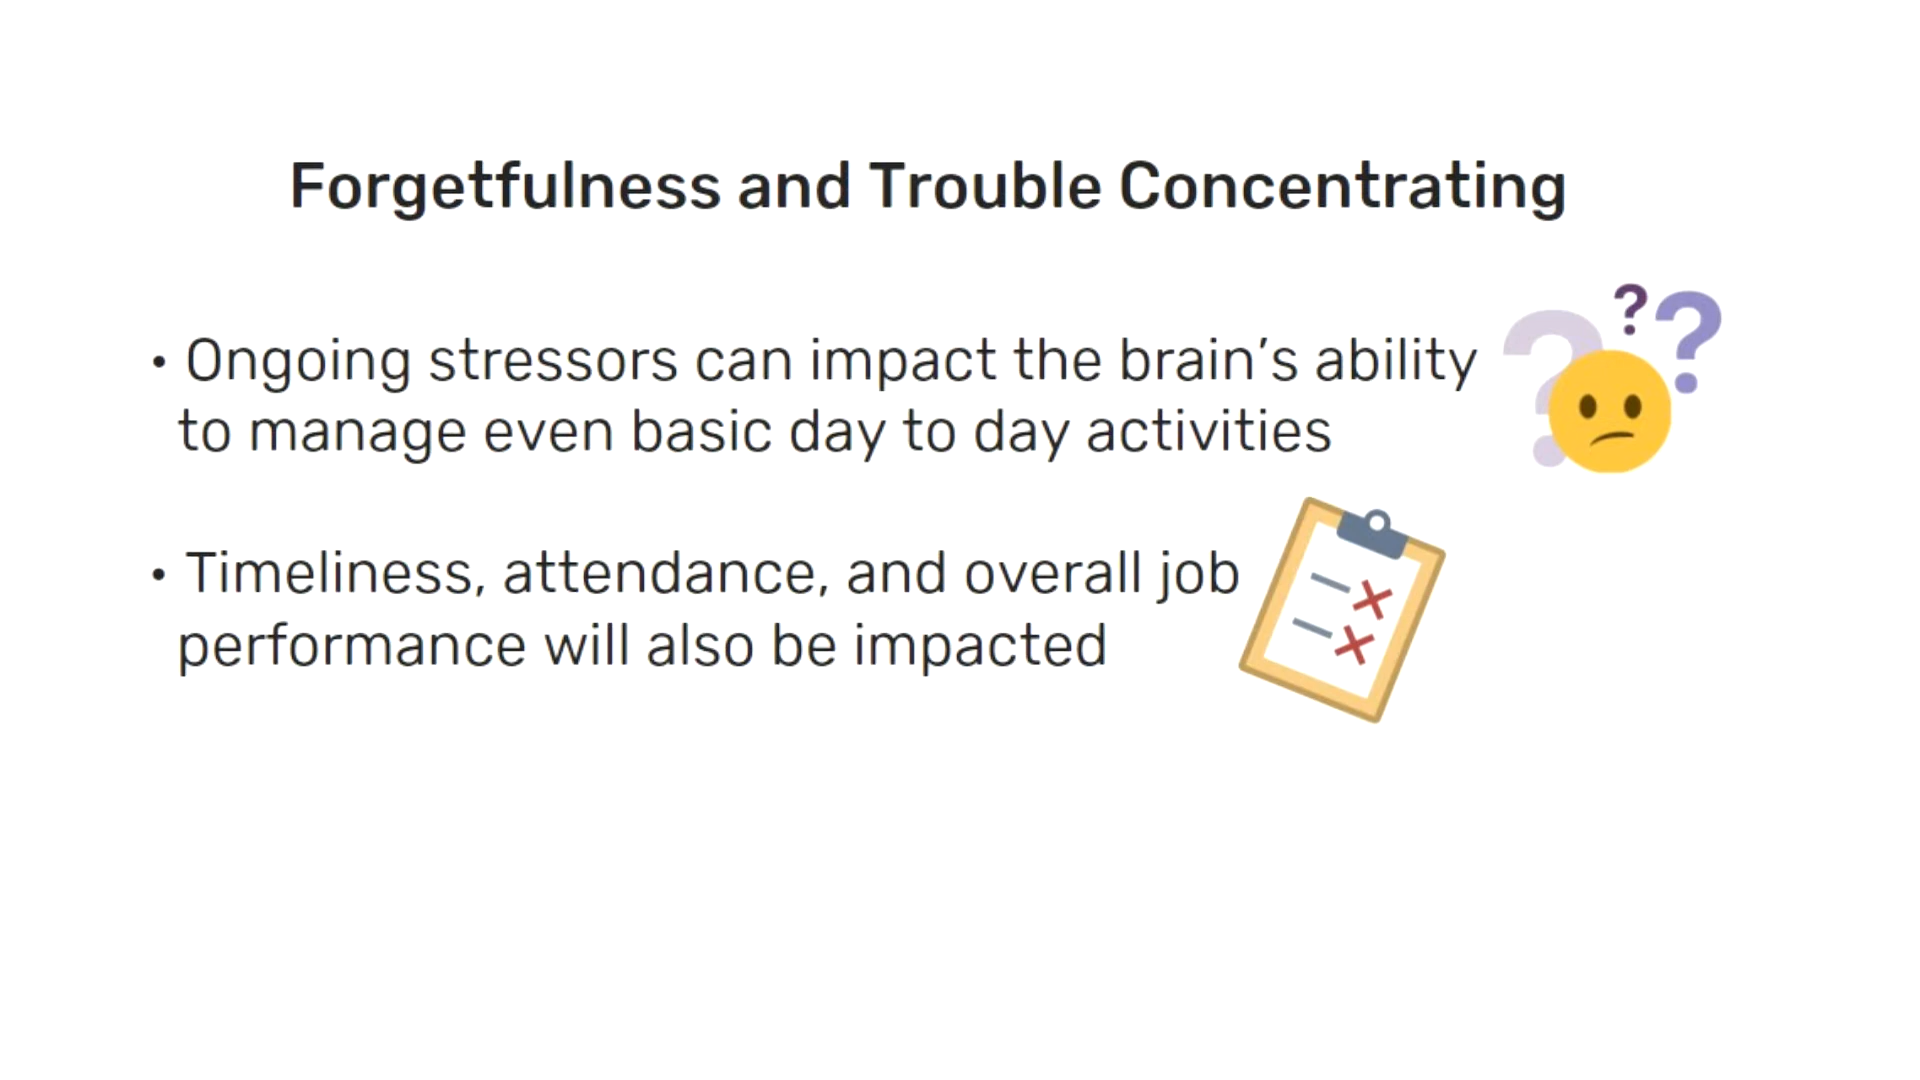 Forgetfulness and Trouble Concentrating
• Ongoing stressors can impact the brain’s ability
to manage even basic day to day activities
• Timeliness, attendance, and overall job
performance will also be impacted